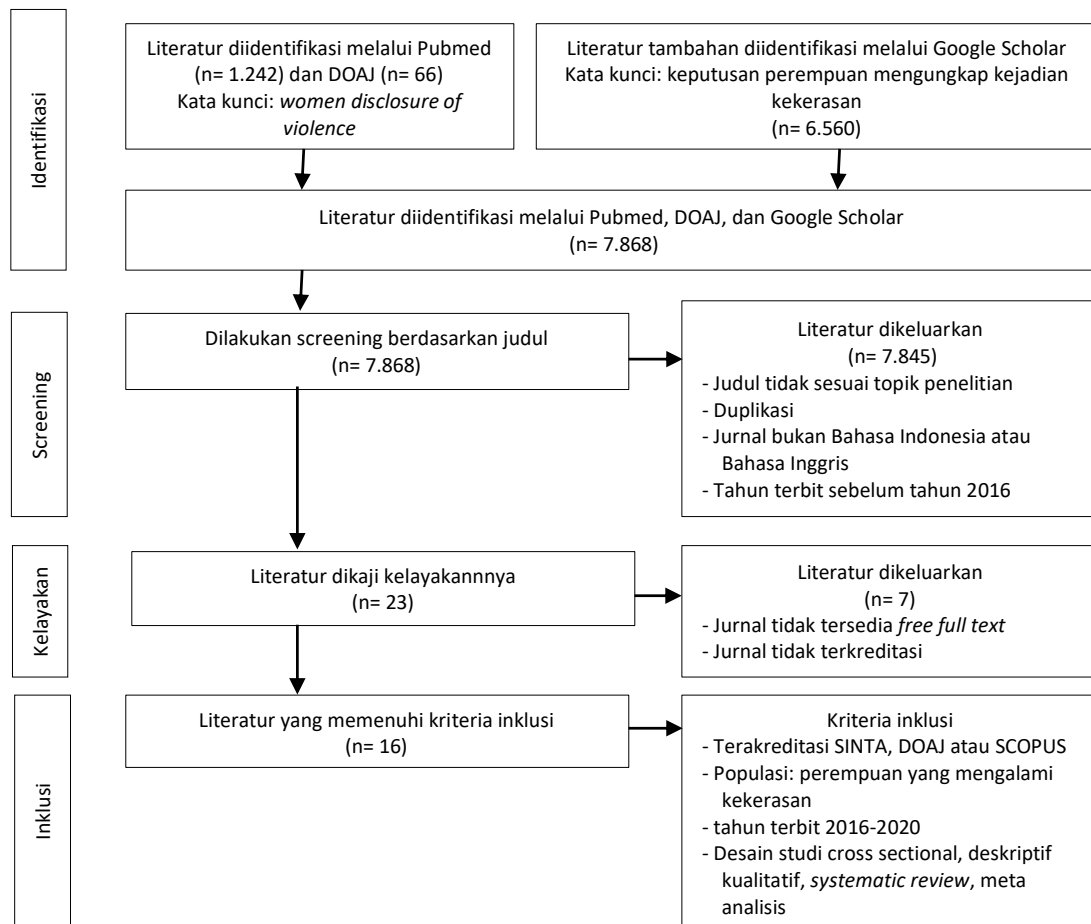 Identifikasi
Literatur diidentifikasi melalui Pubmed
(n= 1.242) dan DOAJ (n= 66)
Kata kunci: women disclosure of
violence
Literatur tambahan diidentifikasi melalui Google Scholar
Kata kunci: keputusan perempuan mengungkap kejadian
kekerasan
(n= 6.560)
Literatur diidentifikasi melalui Pubmed, DOAJ, dan Google Scholar
(n= 7.868)
Screening
Dilakukan screening berdasarkan judul
(n= 7.868)
Literatur dikeluarkan
(n= 7.845)
- Judul tidak sesuai topik penelitian
- Duplikasi
- Jurnal bukan Bahasa Indonesia atau
Bahasa Inggris
- Tahun terbit sebelum tahun 2016
Kelayakan
Literatur dikaji kelayakannnya
(n= 23)
Literatur dikeluarkan
(n= 7)
- Jurnal tidak tersedia free full text
- Jurnal tidak terkreditasi
Inklusi
Literatur yang memenuhi kriteria inklusi
(n= 16)
Kriteria inklusi
- Terakreditasi SINTA, DOAJ atau SCOPUS
- Populasi: perempuan yang mengalami
kekerasan
- tahun terbit 2016-2020
- Desain studi cross sectional, deskriptif
kualitatif, systematic review, meta
analisis